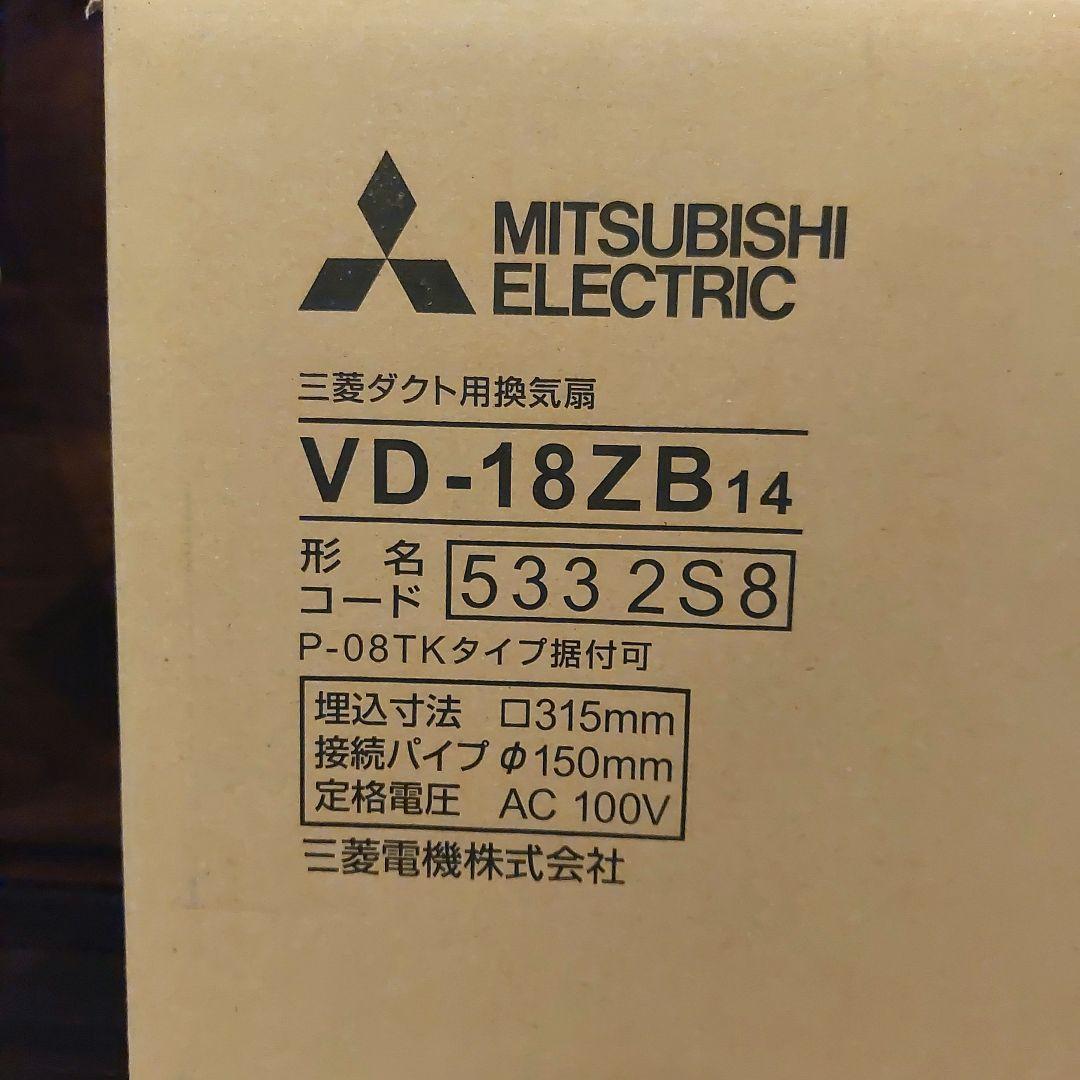 MITSUBISHI
ELECTRIC
三菱ダクト用換気扇
VD-18ZB14
形名
コード 533 2S8
P-08TKタイプ据付可
埋込寸法 □315mm
接続パイプ φ150mm
定格電圧 AC 100V
三菱電機株式会社